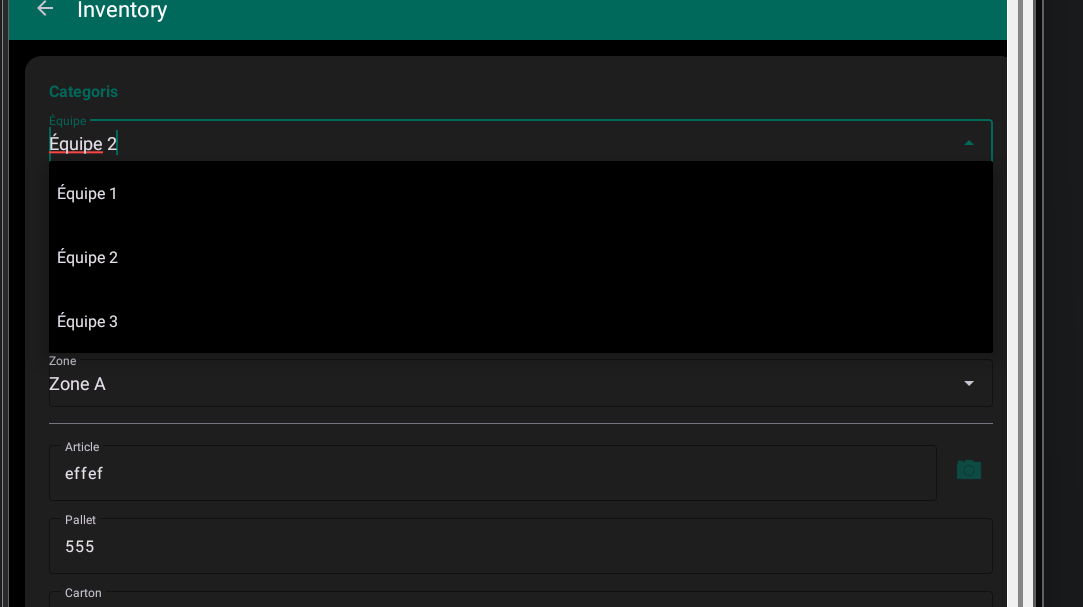 Inventory
Categoris
Équipe
Équipe 2
Équipe 1
Équipe 2
Équipe 3
Zone
Zone A
Article
effef
Pallet
555
Carton